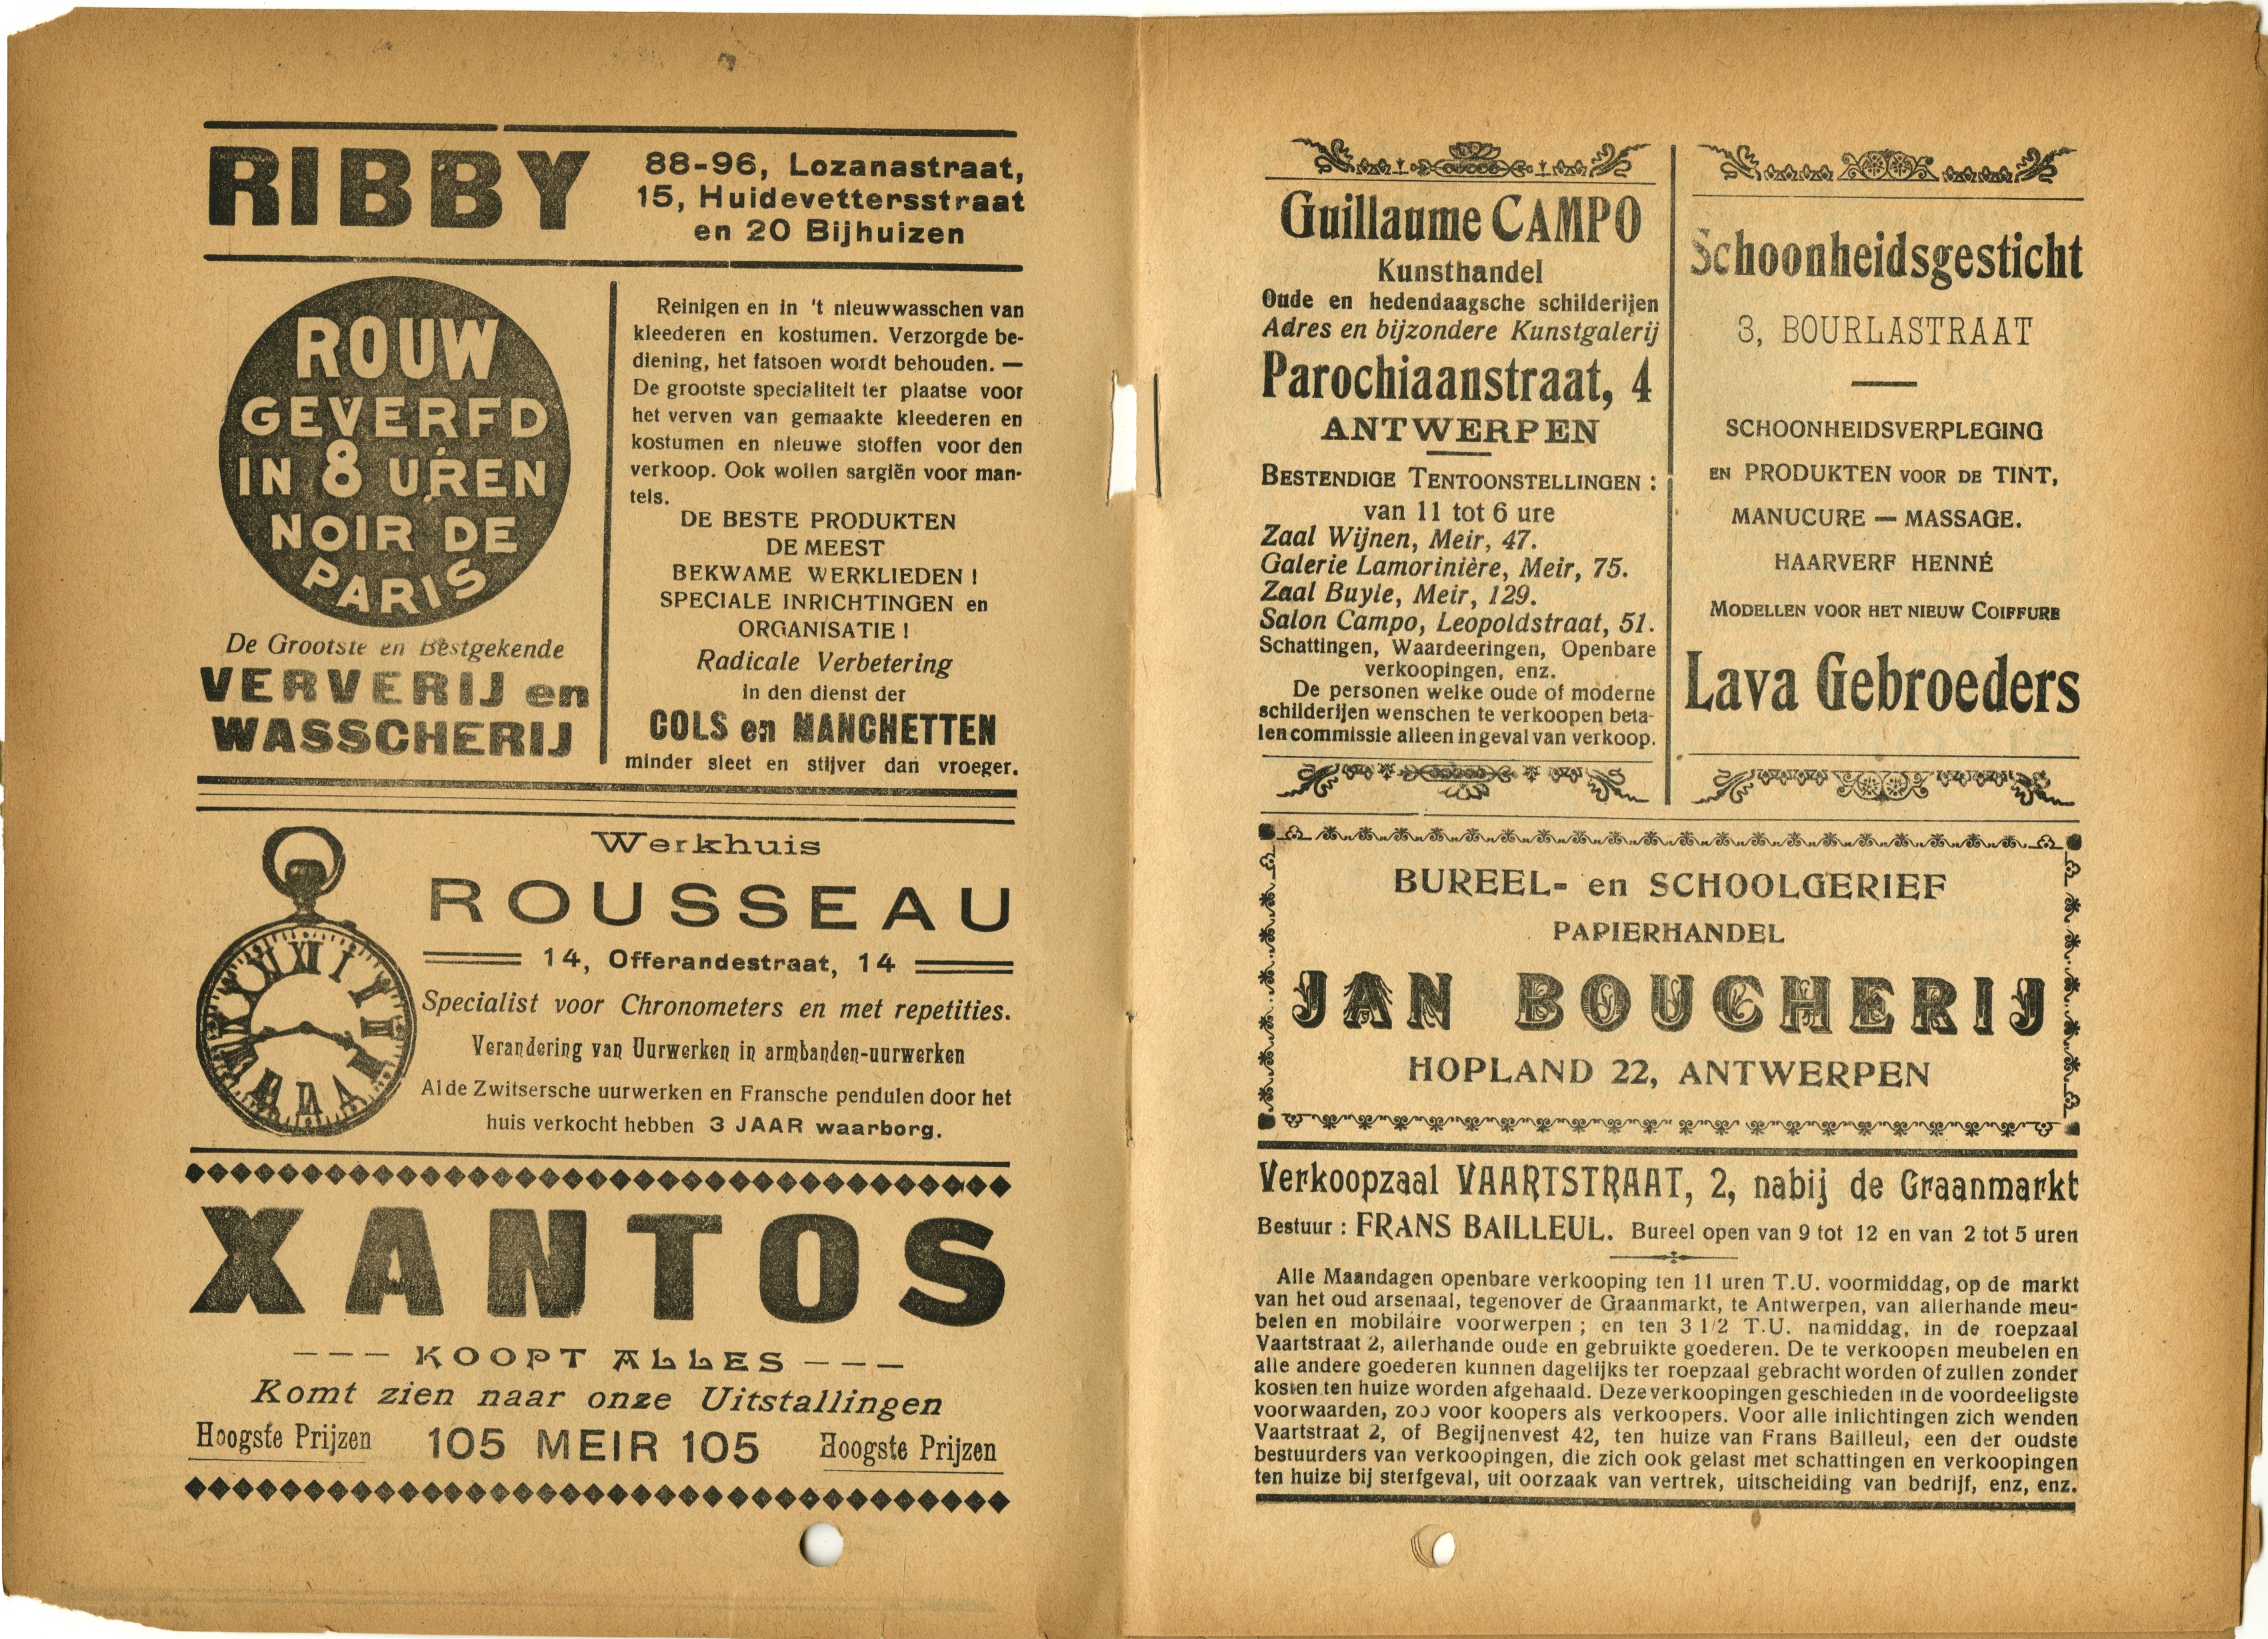 RIBBY
88-96, Lozanastraat,
15, Huidevettersstraat
en 20 Bijhuizen
ROUW
GEVERFD
IN 8 UREN
NOIR DE
PARIS
De Grootste en Bestgekende
VERVERIJ en
WASSCHERIJ
Reinigen en in 't nieuwwasschen van
kleederen en kostumen. Verzorgde be-
diening, het fatsoen wordt behouden. —
De grootste specialiteit ter plaatse voor
het verven van gemaakte kleederen en
kostumen en nieuwe stoffen voor den
verkoop. Ook wollen sargiën voor man-
tels.
DE BESTE PRODUKTEN
DE MEEST
BEKWAME WERKLIEDEN !
SPECIALE INRICHTINGEN en
ORGANISATIE !
Radicale Verbetering
in den dienst der
COLS en MANCHETTEN
minder sleet en stijver dan vroeger.
Werkhuis
ROUSSEAU
14, Offerandestraat, 14
Specialist voor Chronometers en met repetities.
Verandering van Uurwerken in armbanden-uurwerken
Al de Zwitsersche uurwerken en Fransche pendulen door het
huis verkocht hebben 3 JAAR waarborg.
XANTOS
--- KOOPT ALLES ---
Komt zien naar onze Uitstallingen
Hoogste Prijzen 105 MEIR 105 Hoogste Prijzen
Guillaume CAMPO
Kunsthandel
Oude en hedendaagsche schilderijen
Adres en bijzondere Kunstgalerij
Parochiaanstraat, 4
ANTWERPEN
BESTENDIGE TENTOONSTELLINGEN :
van 11 tot 6 ure
Zaal Wijnen, Meir, 47.
Galerie Lamorinière, Meir, 75.
Zaal Buyle, Meir, 129.
Salon Campo, Leopoldstraat, 51.
Schattingen, Waardeeringen, Openbare
verkoopingen, enz.
De personen welke oude of moderne
schilderijen wenschen te verkoopen beta-
len commissie alleen in geval van verkoop.
Schoonheidsgesticht
3, BOURLASTRAAT
SCHOONHEIDSVERPLEGING
EN PRODUKTEN VOOR DE TINT,
MANUCURE — MASSAGE.
HAARVERF HENNÉ
MODELLEN VOOR HET NIEUW COIFFURE
Lava Gebroeders
BUREEL- en SCHOOLGERIEF
PAPIERHANDEL
JAN BOUCHERIJ
HOPLAND 22, ANTWERPEN
Verkoopzaal VAARTSTRAAT, 2, nabij de Graanmarkt
Bestuur : FRANS BAILLEUL. Bureel open van 9 tot 12 en van 2 tot 5 uren
Alle Maandagen openbare verkooping ten 11 uren T.U. voormiddag, op de markt
van het oud arsenaal, tegenover de Graanmarkt, te Antwerpen, van allerhande meu-
belen en mobilaire voorwerpen ; en ten 3 1/2 T.U. namiddag, in de roepzaal
Vaartstraat 2, allerhande oude en gebruikte goederen. De te verkoopen meubelen en
alle andere goederen kunnen dagelijks ter roepzaal gebracht worden of zullen zonder
kosten ten huize worden afgehaald. Deze verkoopingen geschieden in de voordeeligste
voorwaarden, zoo voor koopers als verkoopers. Voor alle inlichtingen zich wenden
Vaartstraat 2, of Begijnenvest 42, ten huize van Frans Bailleul, een der oudste
bestuurders van verkoopingen, die zich ook gelast met schattingen en verkoopingen
ten huize bij sterfgeval, uit oorzaak van vertrek, uitscheiding van bedrijf, enz, enz.